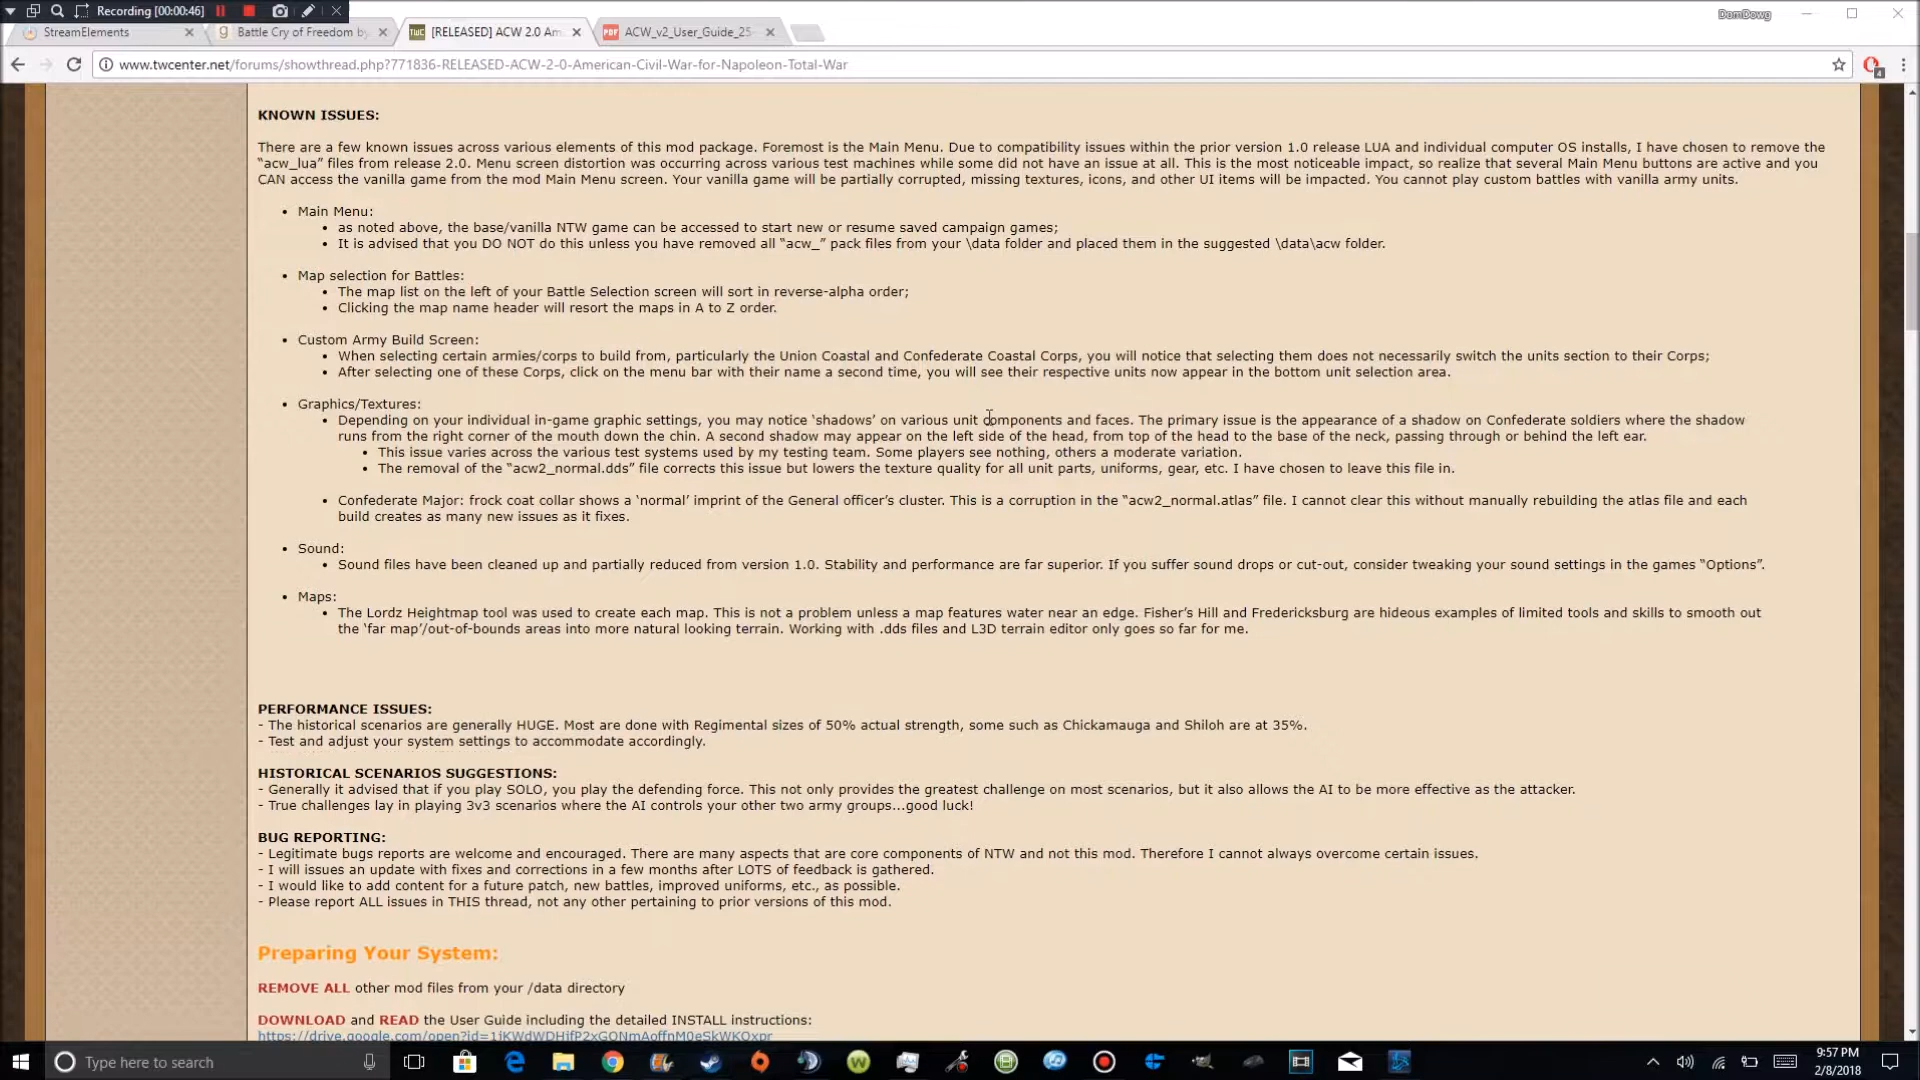 Recording [00:00:46]
DomDowg
StreamElements
Battle Cry of Freedom by
[RELEASED] ACW 2.0 Am
ACW_v2_User_Guide_25-
www.twcenter.net/forums/showthread.php?771836-RELEASED-ACW-2-0-American-Civil-War-for-Napoleon-Total-War
KNOWN ISSUES:
There are a few known issues across various elements of this mod package. Foremost is the Main Menu. Due to compatibility issues within the prior version 1.0 release LUA and individual computer OS installs, I have chosen to remove the
“acw_lua” files from release 2.0. Menu screen distortion was occurring across various test machines while some did not have an issue at all. This is the most noticeable impact, so realize that several Main Menu buttons are active and you
CAN access the vanilla game from the mod Main Menu screen. Your vanilla game will be partially corrupted, missing textures, icons, and other UI items will be impacted. You cannot play custom battles with vanilla army units.
• Main Menu:
• as noted above, the base/vanilla NTW game can be accessed to start new or resume saved campaign games;
• It is advised that you DO NOT do this unless you have removed all “acw_” pack files from your \data folder and placed them in the suggested \data\acw folder.
• Map selection for Battles:
• The map list on the left of your Battle Selection screen will sort in reverse-alpha order;
• Clicking the map name header will resort the maps in A to Z order.
• Custom Army Build Screen:
• When selecting certain armies/corps to build from, particularly the Union Coastal and Confederate Coastal Corps, you will notice that selecting them does not necessarily switch the units section to their Corps;
• After selecting one of these Corps, click on the menu bar with their name a second time, you will see their respective units now appear in the bottom unit selection area.
• Graphics/Textures:
• Depending on your individual in-game graphic settings, you may notice ‘shadows’ on various unit components and faces. The primary issue is the appearance of a shadow on Confederate soldiers where the shadow
runs from the right corner of the mouth down the chin. A second shadow may appear on the left side of the head, from top of the head to the base of the neck, passing through or behind the left ear.
• This issue varies across the various test systems used by my testing team. Some players see nothing, others a moderate variation.
• The removal of the “acw2_normal.dds” file corrects this issue but lowers the texture quality for all unit parts, uniforms, gear, etc. I have chosen to leave this file in.
• Confederate Major: frock coat collar shows a ‘normal’ imprint of the General officer’s cluster. This is a corruption in the “acw2_normal.atlas” file. I cannot clear this without manually rebuilding the atlas file and each
build creates as many new issues as it fixes.
• Sound:
• Sound files have been cleaned up and partially reduced from version 1.0. Stability and performance are far superior. If you suffer sound drops or cut-out, consider tweaking your sound settings in the games “Options”.
• Maps:
• The Lordz Heightmap tool was used to create each map. This is not a problem unless a map features water near an edge. Fisher’s Hill and Fredericksburg are hideous examples of limited tools and skills to smooth out
the ‘far map’/out-of-bounds areas into more natural looking terrain. Working with .dds files and L3D terrain editor only goes so far for me.
PERFORMANCE ISSUES:
- The historical scenarios are generally HUGE. Most are done with Regimental sizes of 50% actual strength, some such as Chickamauga and Shiloh are at 35%.
- Test and adjust your system settings to accommodate accordingly.
HISTORICAL SCENARIOS SUGGESTIONS:
- Generally it advised that if you play SOLO, you play the defending force. This not only provides the greatest challenge on most scenarios, but it also allows the AI to be more effective as the attacker.
- True challenges lay in playing 3v3 scenarios where the AI controls your other two army groups...good luck!
BUG REPORTING:
- Legitimate bugs reports are welcome and encouraged. There are many aspects that are core components of NTW and not this mod. Therefore I cannot always overcome certain issues.
- I will issues an update with fixes and corrections in a few months after LOTS of feedback is gathered.
- I would like to add content for a future patch, new battles, improved uniforms, etc., as possible.
- Please report ALL issues in THIS thread, not any other pertaining to prior versions of this mod.
Preparing Your System:
REMOVE ALL other mod files from your /data directory
DOWNLOAD and READ the User Guide including the detailed INSTALL instructions:
Type here to search
9:57 PM
2/8/2018